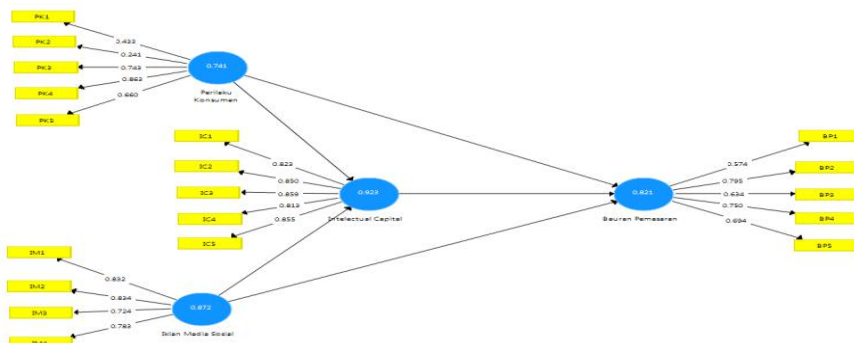 PK1
PK2
PK3
PK4
PK5
0.433
0.241
0.743
0.863
0.660
0.741
Perilaku
Konsumen
IC1
IC2
IC3
IC4
IC5
0.823
0.850
0.859
0.813
0.855
0.923
Intelectual Capital
BP1
BP2
BP3
BP4
BP5
0.574
0.795
0.634
0.750
0.694
0.821
Bauran Pemasaran
IM1
IM2
IM3
0.832
0.834
0.724
0.783
0.872
Iklan Media Sosial